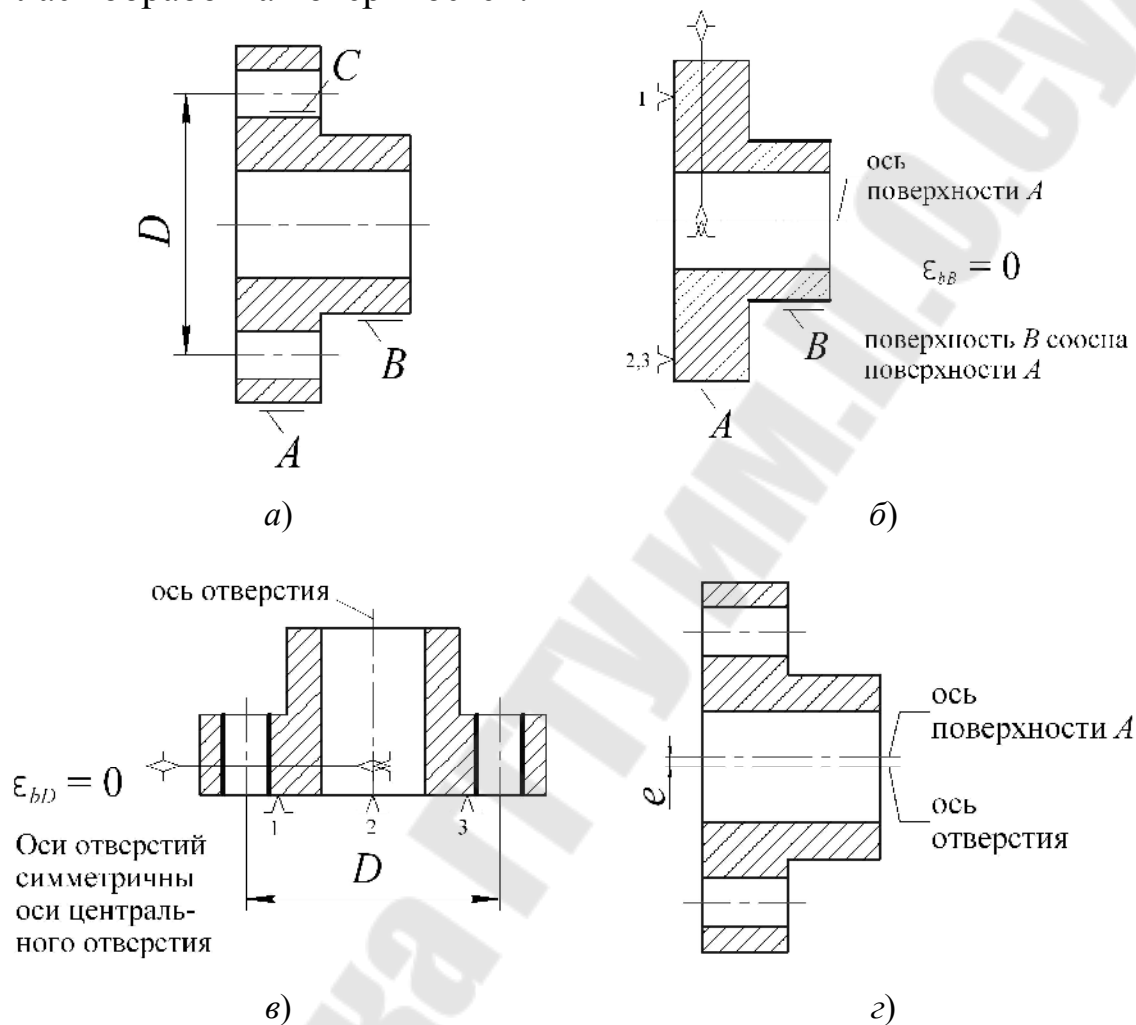 C
D
B
A
а)
1
2,3
ось
поверхности A
ε_bB = 0
B
поверхность B соосна
поверхности A
A
б)
ось отверстия
ε_bD = 0
1 2 3
D
Оси отверстий
симметричны
оси централь-
ного отверстия
в)
e
ось
поверхности A
ось
отверстия
г)